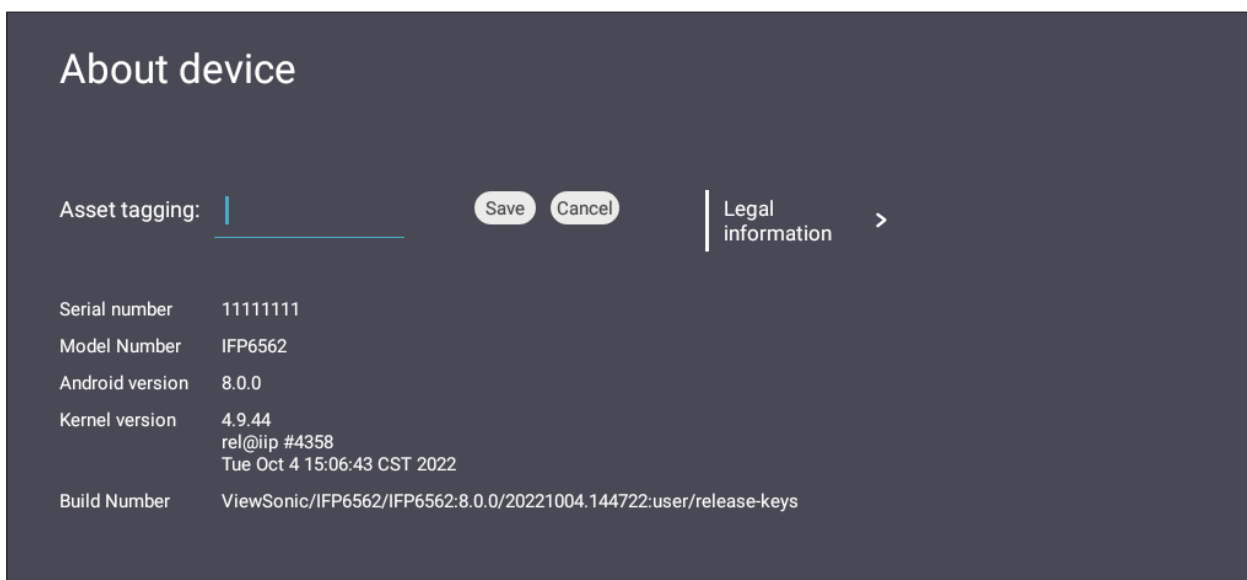 About device
Asset tagging:
Save
Cancel
Legal
information
Serial number 11111111
Model Number IFP6562
Android version 8.0.0
Kernel version 4.9.44
rel@iip #4358
Tue Oct 4 15:06:43 CST 2022
Build Number ViewSonic/IFP6562/IFP6562:8.0.0/20221004.144722:user/release-keys